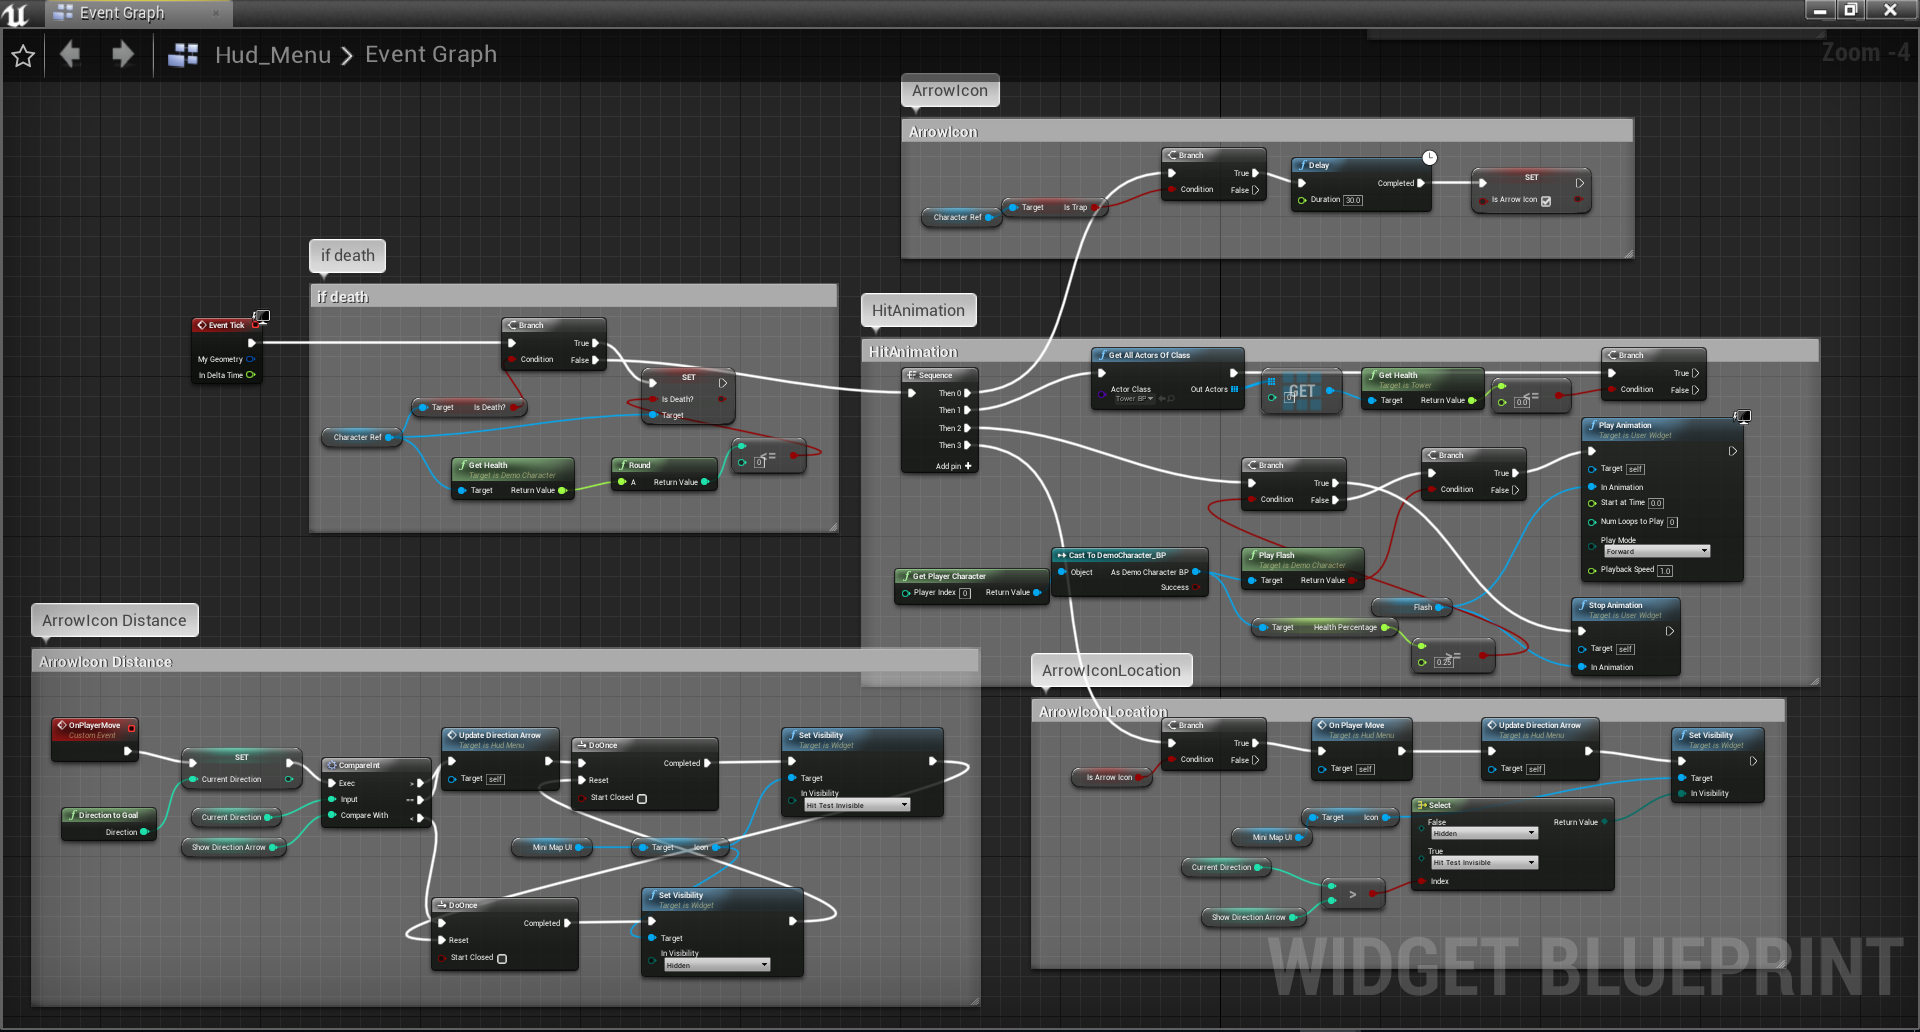 Event Graph
Hud_Menu > Event Graph
Zoom -4
ArrowIcon
ArrowIcon
Branch
True
Condition
False
Delay
Completed
Duration 30.0
SET
Is Arrow Icon
Character Ref
Target Is Trap
if death
if death
Event Tick
My Geometry
In Delta Time
Branch
True
Condition
False
SET
Is Death?
Target
Target Is Death?
Character Ref
Get Health
Target is Demo Character
Target Return Value
Round
A Return Value
0 <=
HitAnimation
HitAnimation
Sequence
Then 0
Then 1
Then 2
Then 3
Add pin +
Get All Actors Of Class
Actor Class Out Actors
Tower BP
GET
0
Get Health
Target is Tower
Target Return Value
0.0 <=
Branch
True
Condition False
Branch
True
Condition False
Branch
True
Condition False
Play Animation
Target is User Widget
Target self
In Animation
Start at Time 0.0
Num Loops to Play 0
Play Mode
Forward
Playback Speed 1.0
Get Player Character
Player Index 0 Return Value
Cast To DemoCharacter_BP
Object As Demo Character BP
Success
Play Flash
Target is Demo Character
Target Return Value
Flash
Target Health Percentage
0.25 >=
Stop Animation
Target is User Widget
Target self
In Animation
ArrowIcon Distance
ArrowIcon Distance
OnPlayerMove
Custom Event
SET
Current Direction
Direction to Goal
Direction
Current Direction
Show Direction Arrow
CompareInt
Exec >
Input ==
Compare With <
Update Direction Arrow
Target is Hud Menu
Target self
DoOnce
Completed
Reset
Start Closed
Set Visibility
Target is Widget
Target
In Visibility
Hit Test Invisible
Mini Map UI
Target Icon
DoOnce
Completed
Reset
Start Closed
Set Visibility
Target is Widget
Target
In Visibility
Hidden
ArrowIconLocation
ArrowIconLocation
Branch
True
Condition False
Is Arrow Icon
On Player Move
Target is Hud Menu
Target self
Update Direction Arrow
Target is Hud Menu
Target self
Set Visibility
Target is Widget
Target
In Visibility
Target Icon
Mini Map UI
Current Direction
Show Direction Arrow
>
Select
False
Hidden
Return Value
True
Hit Test Invisible
Index
WIDGET BLUEPRINT